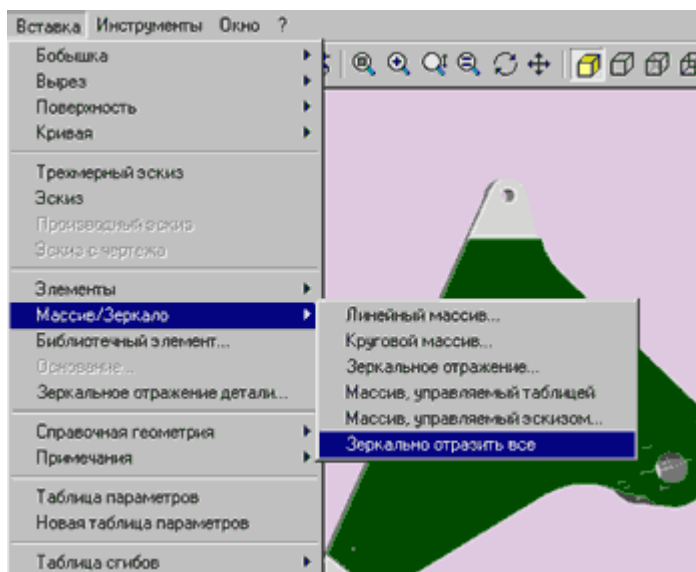 Вставка Инструменты Окно ?
Бобышка
Вырез
Поверхность
Кривая
Трехмерный эскиз
Эскиз
Производный эскиз
Эскиз с чертежа
Элементы
Массив/Зеркало
Линейный массив...
Библиотечный элемент...
Круговой массив...
Основание...
Зеркальное отражение...
Зеркальное отражение детали...
Массив, управляемый таблицей
Массив, управляемый эскизом...
Справочная геометрия
Зеркально отразить все
Примечания
Таблица параметров
Новая таблица параметров
Таблица сгибов